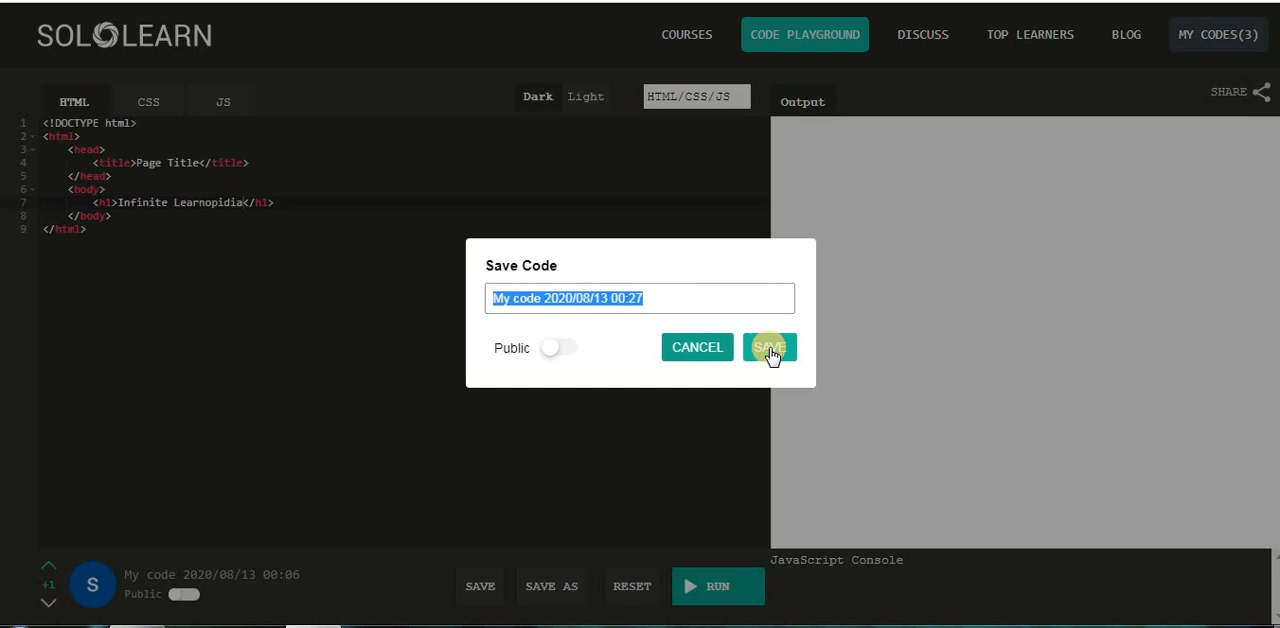 SOLOLEARN
COURSES CODE PLAYGROUND DISCUSS TOP LEARNERS BLOG MY CODES(3)
HTML CSS JS Dark Light HTML/CSS/JS Output SHARE
1 <!DOCTYPE html>
2 <html>
3 <head>
4 <title>Page Title</title>
5 </head>
6 <body>
7 <h1>Infinite Learnopidia</h1>
8 </body>
9 </html>
Save Code
My code 2020/08/13 00:27
Public CANCEL SAVE
JavaScript Console
+1 S My code 2020/08/13 00:06
Public
SAVE SAVE AS RESET RUN